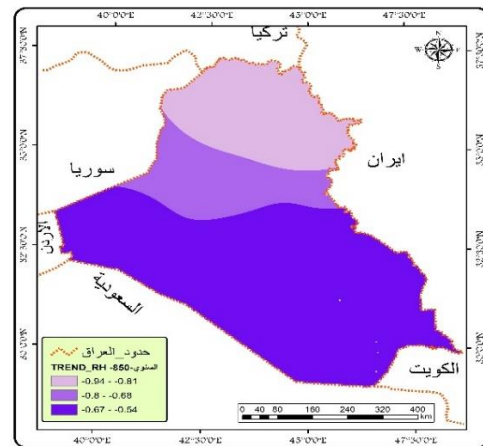 40°0'0"E 42°30'0"E 45°0'0"E 47°30'0"E
تركيا
ايران
سوريا
الاردن
السعودية
الكويت
حدود_العراق
TREND_RH -850-السنوي
-0.94 - -0.81
-0.8 - -0.68
-0.67 - -0.54
0 40 80 160 240 320 400
km
40°0'0"E 42°30'0"E 45°0'0"E 47°30'0"E